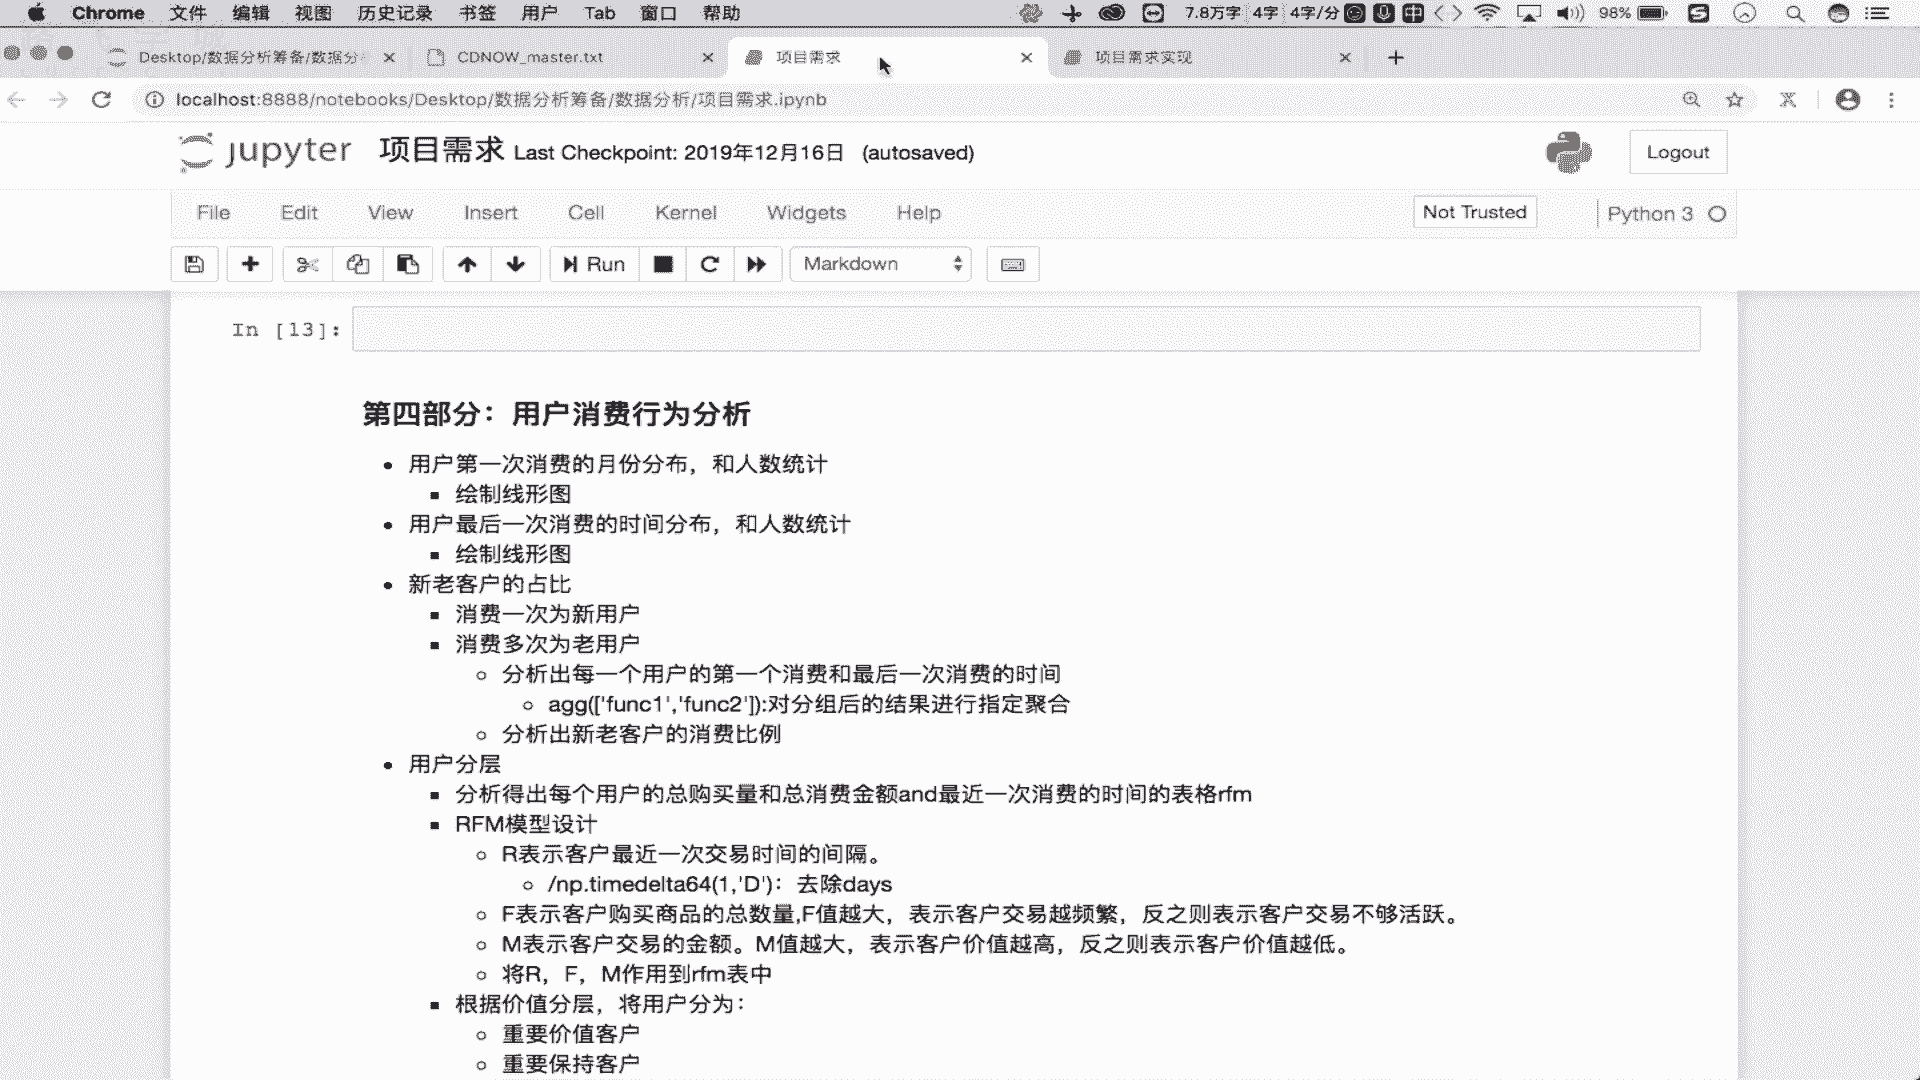 Chrome 文件 编辑 视图 历史记录 书签 用户 Tab 窗口 帮助 7.8万字 4字 4字/分 中 98%
Desktop/数据分析筹备/数据分 CDNOW_master.txt 项目需求 项目需求实现
localhost:8888/notebooks/Desktop/数据分析筹备/数据分析/项目需求.ipynb
jupyter 项目需求 Last Checkpoint: 2019年12月16日 (autosaved) Logout
File Edit View Insert Cell Kernel Widgets Help Not Trusted Python 3
Run Markdown
In [13]:
第四部分：用户消费行为分析
用户第一次消费的月份分布，和人数统计
绘制线形图
用户最后一次消费的时间分布，和人数统计
绘制线形图
新老客户的占比
消费一次为新用户
消费多次为老用户
分析出每一个用户的第一个消费和最后一次消费的时间
agg(['func1','func2']):对分组后的结果进行指定聚合
分析出新老客户的消费比例
用户分层
分析得出每个用户的总购买量和总消费金额and最近一次消费的时间的表格rfm
RFM模型设计
R表示客户最近一次交易时间的间隔。
/np.timedelta64(1,'D')：去除days
F表示客户购买商品的总数量,F值越大，表示客户交易越频繁，反之则表示客户交易不够活跃。
M表示客户交易的金额。M值越大，表示客户价值越高，反之则表示客户价值越低。
将R，F，M作用到rfm表中
根据价值分层，将用户分为：
重要价值客户
重要保持客户